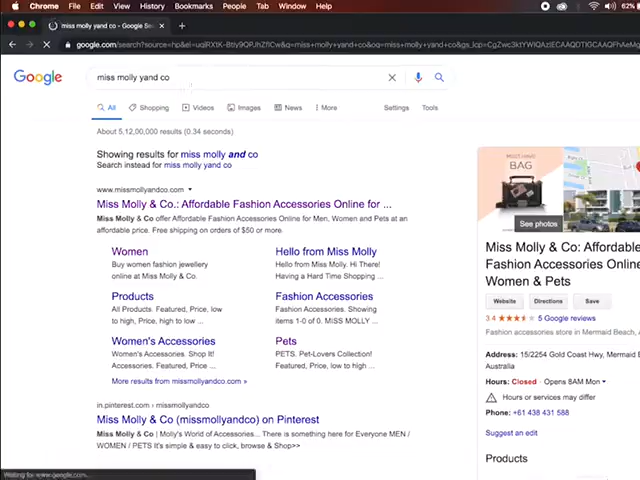 Chrome File Edit View History Bookmarks People Tab Window Help 62%
miss molly yand co - Google Se
google.com/search?source=hp&ei=
Google miss molly yand co
All Shopping Videos Images News More Settings Tools
About 5,12,00,000 results (0.34 seconds)
Showing results for miss molly and co
Search instead for miss molly yand co
www.missmollyandco.com
Miss Molly & Co.: Affordable Fashion Accessories Online for ...
Miss Molly & Co offer Affordable Fashion Accessories Online for Men, Women and Pets at an
affordable price. Free shipping on orders of $50 or more.
Women
Buy women fashion jewellery
online at Miss Molly & Co.
Hello from Miss Molly
Hello from Miss Molly. Hi There!
Having a Hard Time Shopping ...
Products
All Products. Featured, Price, low
to high, Price, high to low ...
Fashion Accessories
Fashion Accessories. Showing
items 1-0 of 0. MISS MOLLY ...
Women's Accessories
Women's Accessories. Shop It!
Accessories. Featured, Price ...
Pets
PETS. Pet-Lovers Collection!
Featured, Price, low to high ...
More results from missmollyandco.com »
in.pinterest.com › missmollyandco
Miss Molly & Co (missmollyandco) on Pinterest
Miss Molly & Co | Molly's World of Accessories... There is something here for Everyone MEN /
WOMEN / PETS It's simple & easy to click, browse & Shop>>
Waiting for www.google.com...
MUST HAVE
BAG
See photos
Miss Molly & Co: Affordable
Fashion Accessories Online
Women & Pets
Website Directions Save
3.4 5 Google reviews
Fashion accessories store in Mermaid Beach,
Address: 15/2254 Gold Coast Hwy, Mermaid
Australia
Hours: Closed · Opens 8AM Mon
Hours or services may differ
Phone: +61 438 431 588
Suggest an edit
Products